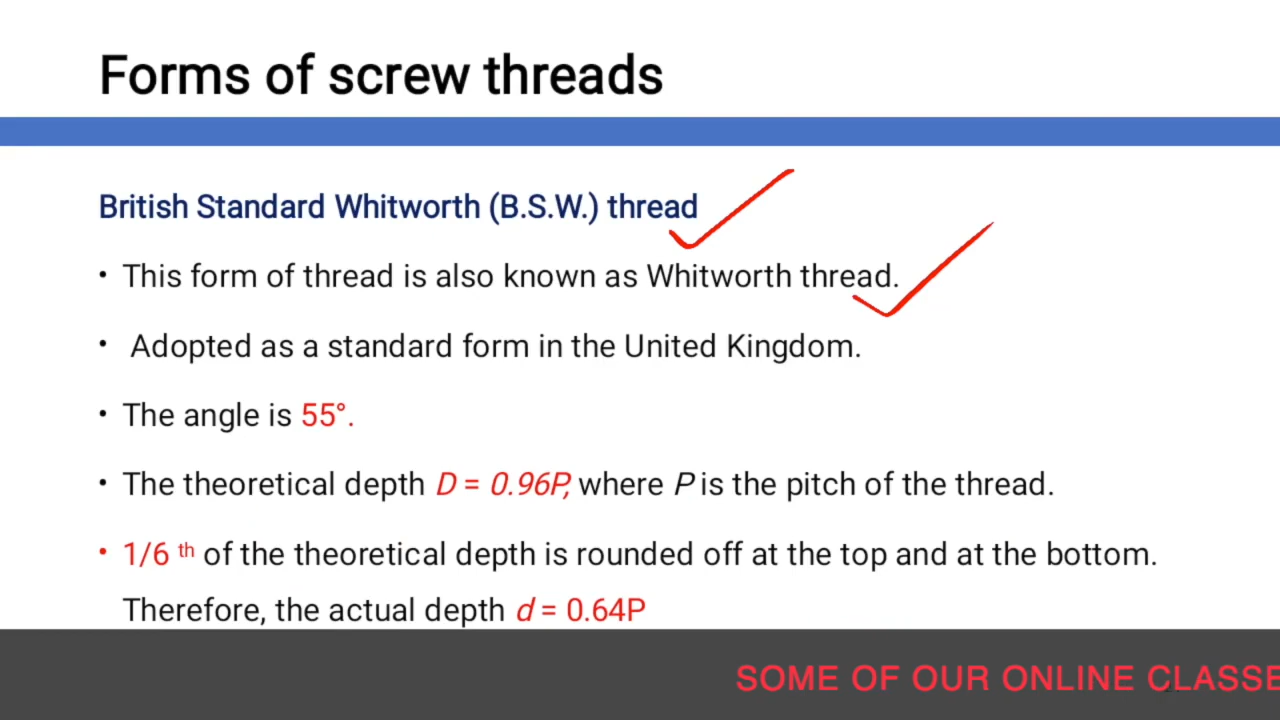 Forms of screw threads
British Standard Whitworth (B.S.W.) thread
• This form of thread is also known as Whitworth thread.
• Adopted as a standard form in the United Kingdom.
• The angle is 55°.
• The theoretical depth D = 0.96P, where P is the pitch of the thread.
• 1/6 th of the theoretical depth is rounded off at the top and at the bottom.
Therefore, the actual depth d = 0.64P
SOME OF OUR ONLINE CLASSE